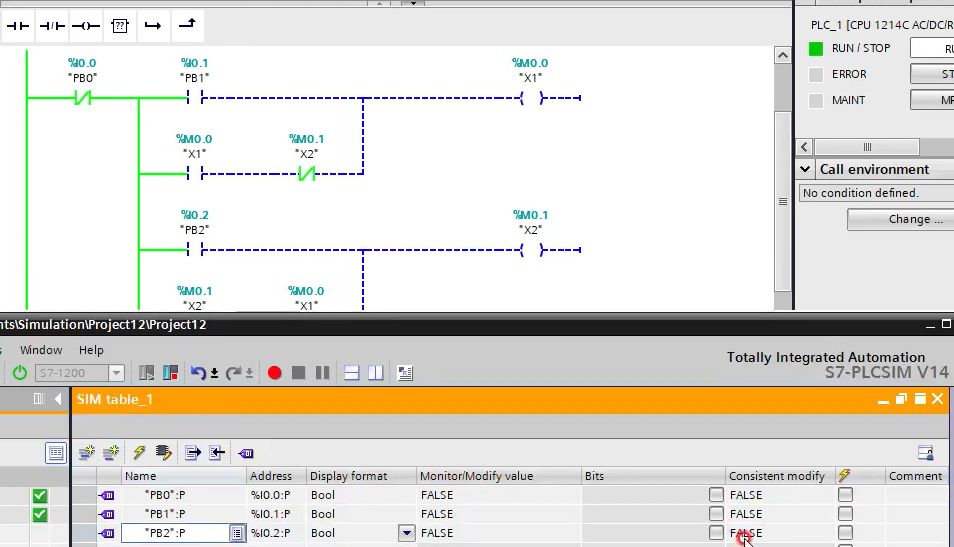 PLC_1 [CPU 1214C AC/DC/R
RUN / STOP
RU
ERROR
ST
MAINT
MR
Call environment
No condition defined.
Change ...
??
%I0.0
"PB0"
%I0.1
"PB1"
%M0.0
"X1"
%M0.0
"X1"
%M0.1
"X2"
%I0.2
"PB2"
%M0.1
"X2"
%M0.1
"X2"
%M0.0
"X1"
nts\Simulation\Project12\Project12
s Window Help
Totally Integrated Automation
S7-PLCSIM V14
S7-1200
SIM table_1
Name Address Display format Monitor/Modify value Bits Consistent modify Comment
"PB0":P %I0.0:P Bool FALSE FALSE
"PB1":P %I0.1:P Bool FALSE FALSE
"PB2":P %I0.2:P Bool FALSE FALSE